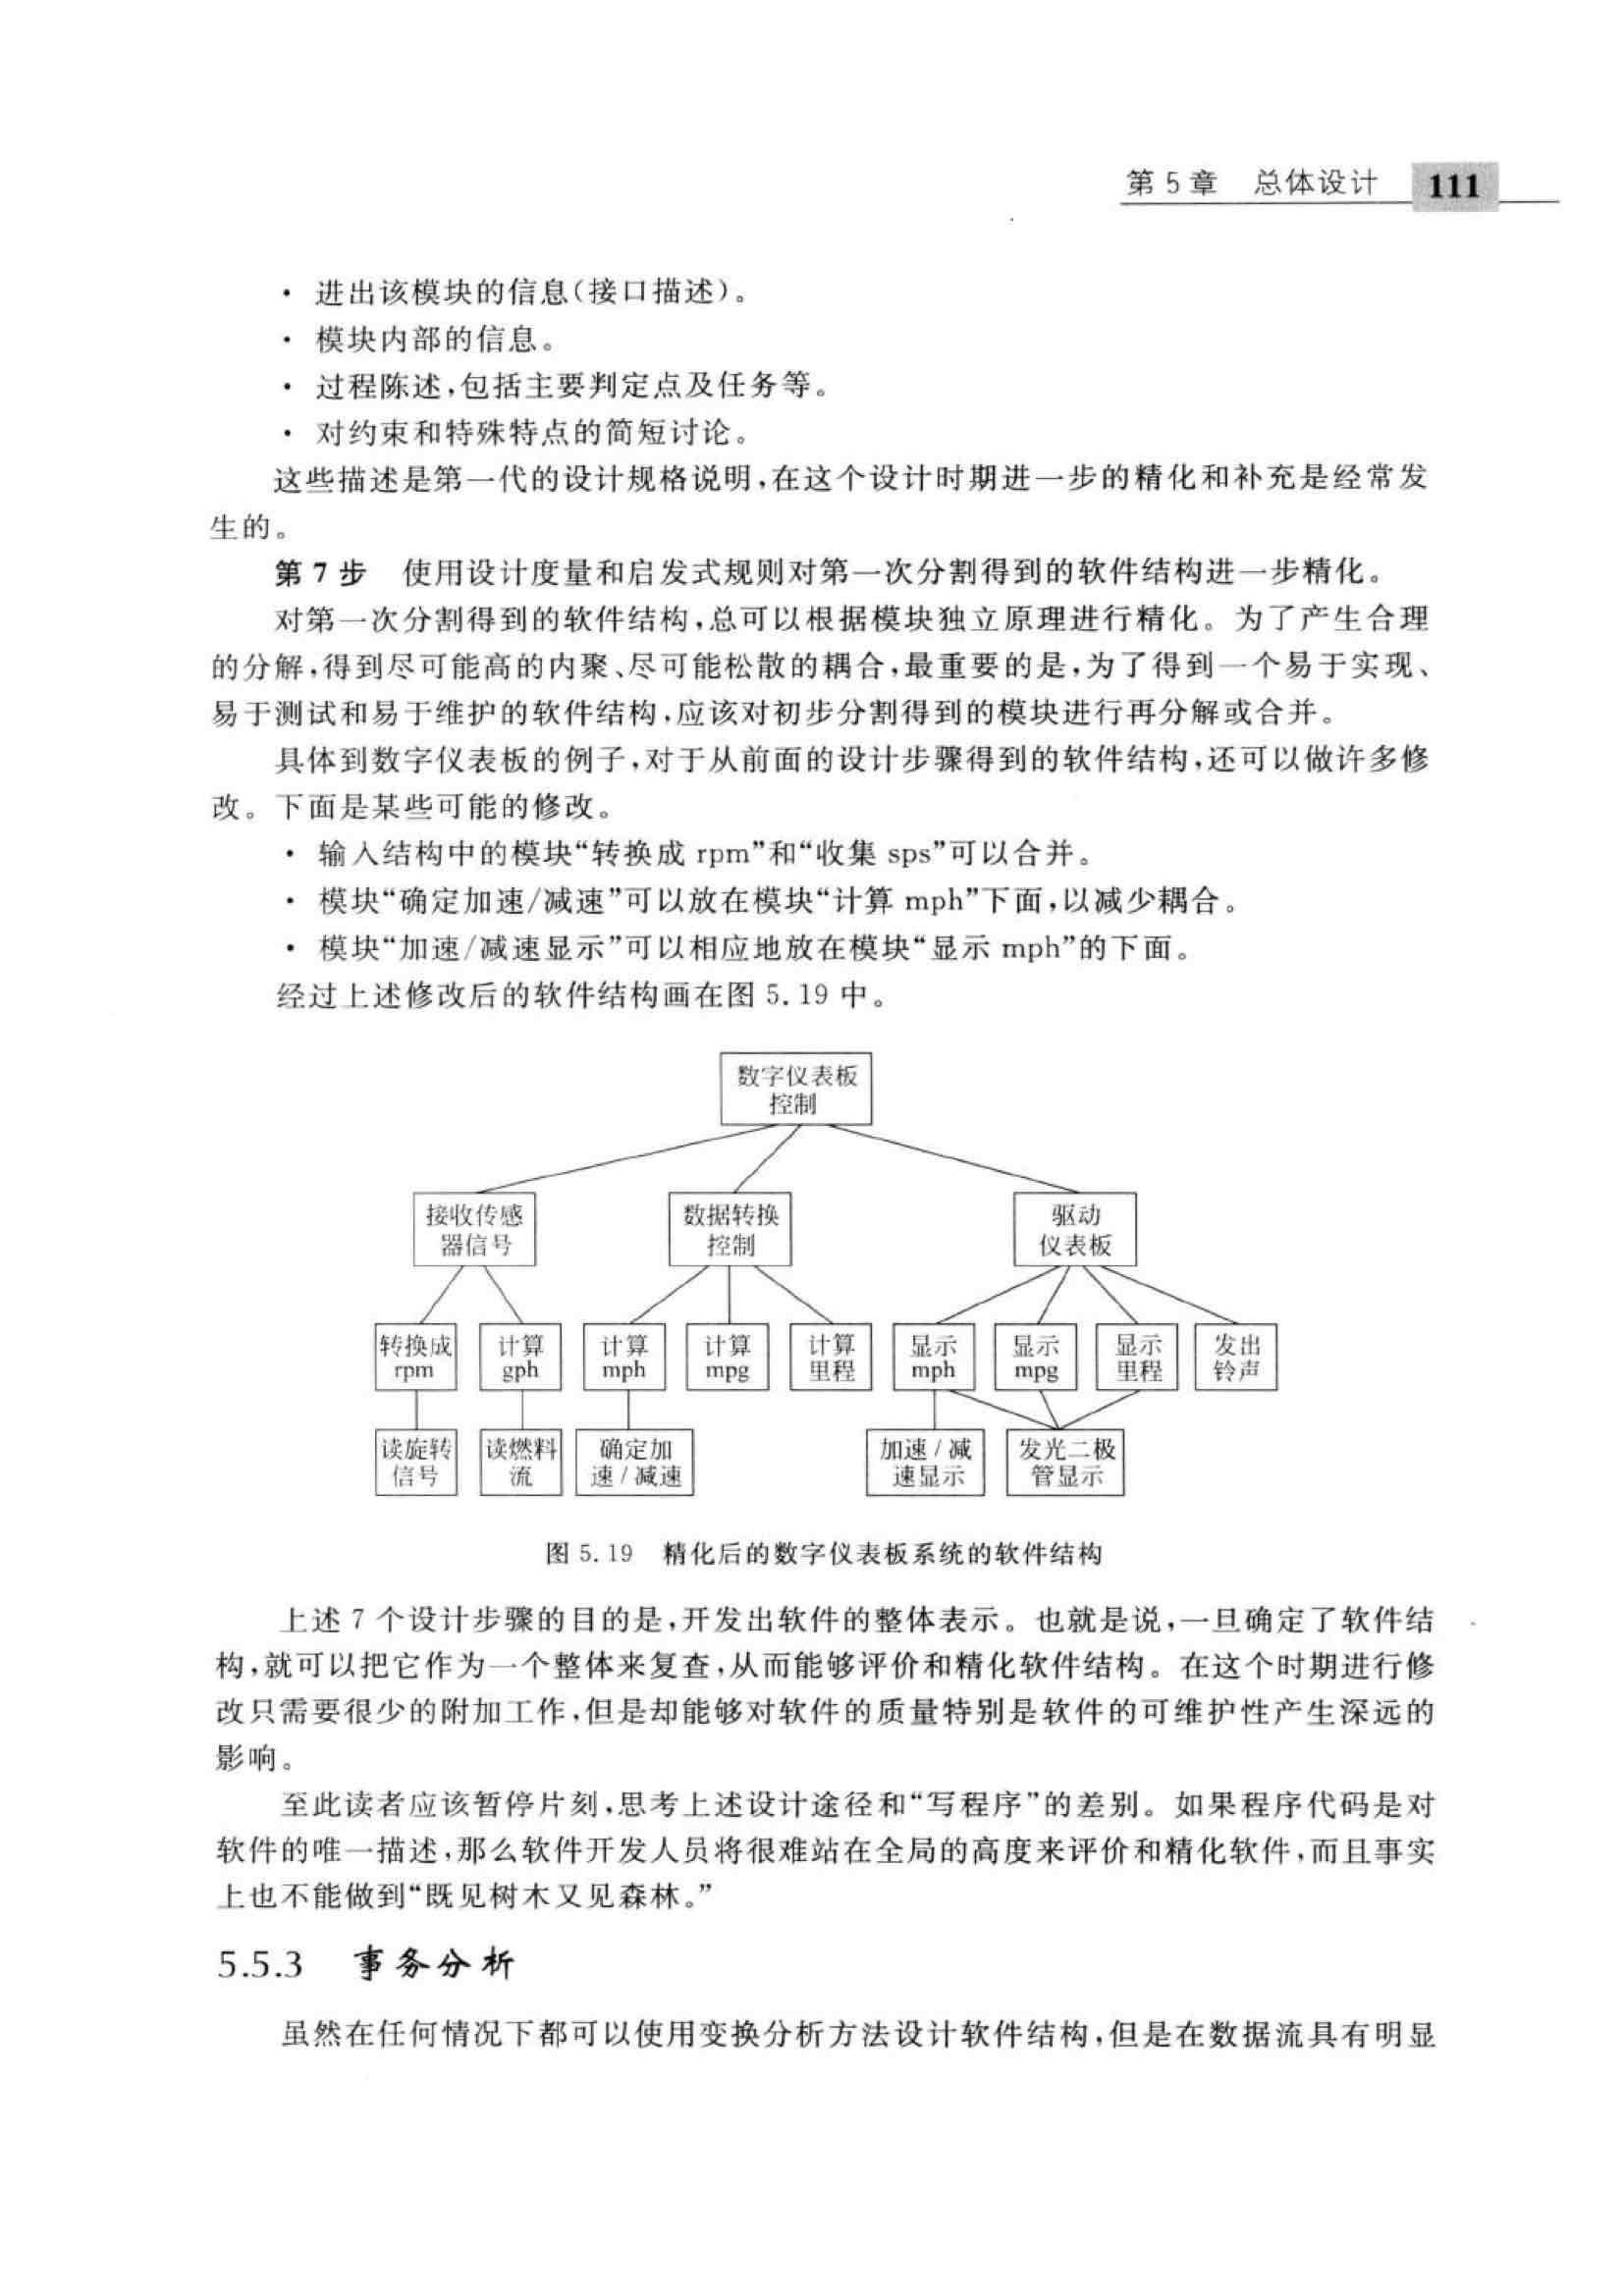 第 5 章　总体设计　111
· 进出该模块的信息(接口描述)。
· 模块内部的信息。
· 过程陈述,包括主要判定点及任务等。
· 对约束和特殊特点的简短讨论。
这些描述是第一代的设计规格说明,在这个设计时期进一步的精化和补充是经常发
生的。
第 7 步　使用设计度量和启发式规则对第一次分割得到的软件结构进一步精化。
对第一次分割得到的软件结构,总可以根据模块独立原理进行精化。为了产生合理
的分解,得到尽可能高的内聚、尽可能松散的耦合,最重要的是,为了得到一个易于实现、
易于测试和易于维护的软件结构,应该对初步分割得到的模块进行再分解或合并。
具体到数字仪表板的例子,对于从前面的设计步骤得到的软件结构,还可以做许多修
改。下面是某些可能的修改。
· 输入结构中的模块“转换成 rpm”和“收集 sps”可以合并。
· 模块“确定加速/减速”可以放在模块“计算 mph”下面,以减少耦合。
· 模块“加速/减速显示”可以相应地放在模块“显示 mph”的下面。
经过上述修改后的软件结构画在图 5.19 中。
数字仪表板
控制
接收传感
器信号
数据转换
控制
驱动
仪表板
转换成
rpm
计算
gph
计算
mph
计算
mpg
计算
里程
显示
mph
显示
mpg
显示
里程
发出
铃声
读旋转
信号
读燃料
流
确定加
速/减速
加速/减
速显示
发光二极
管显示
图 5.19　精化后的数字仪表板系统的软件结构
上述 7 个设计步骤的目的是,开发出软件的整体表示。也就是说,一旦确定了软件结
构,就可以把它作为一个整体来复查,从而能够评价和精化软件结构。在这个时期进行修
改只需要很少的附加工作,但是却能够对软件的质量特别是软件的可维护性产生深远的
影响。
至此读者应该暂停片刻,思考上述设计途径和“写程序”的差别。如果程序代码是对
软件的唯一描述,那么软件开发人员将很难站在全局的高度来评价和精化软件,而且事实
上也不能做到“既见树木又见森林。”
5.5.3　事务分析
虽然在任何情况下都可以使用变换分析方法设计软件结构,但是在数据流具有明显